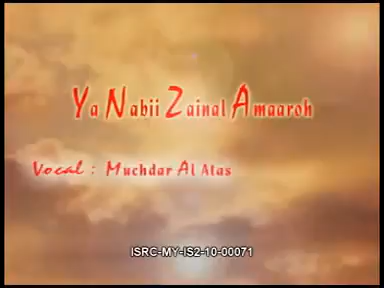 Ya Nabii Zainal Amaaroh
Vocal : Muchdar Al Atas
ISRC-MY-IS2-10-00071